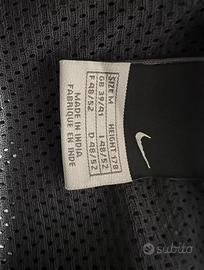 SIZE M HEIGHT 178
GB 39/41 I 48/52
F 48/52 D 48/52
MADE IN INDIA
FABRIQUE EN INDE
subito